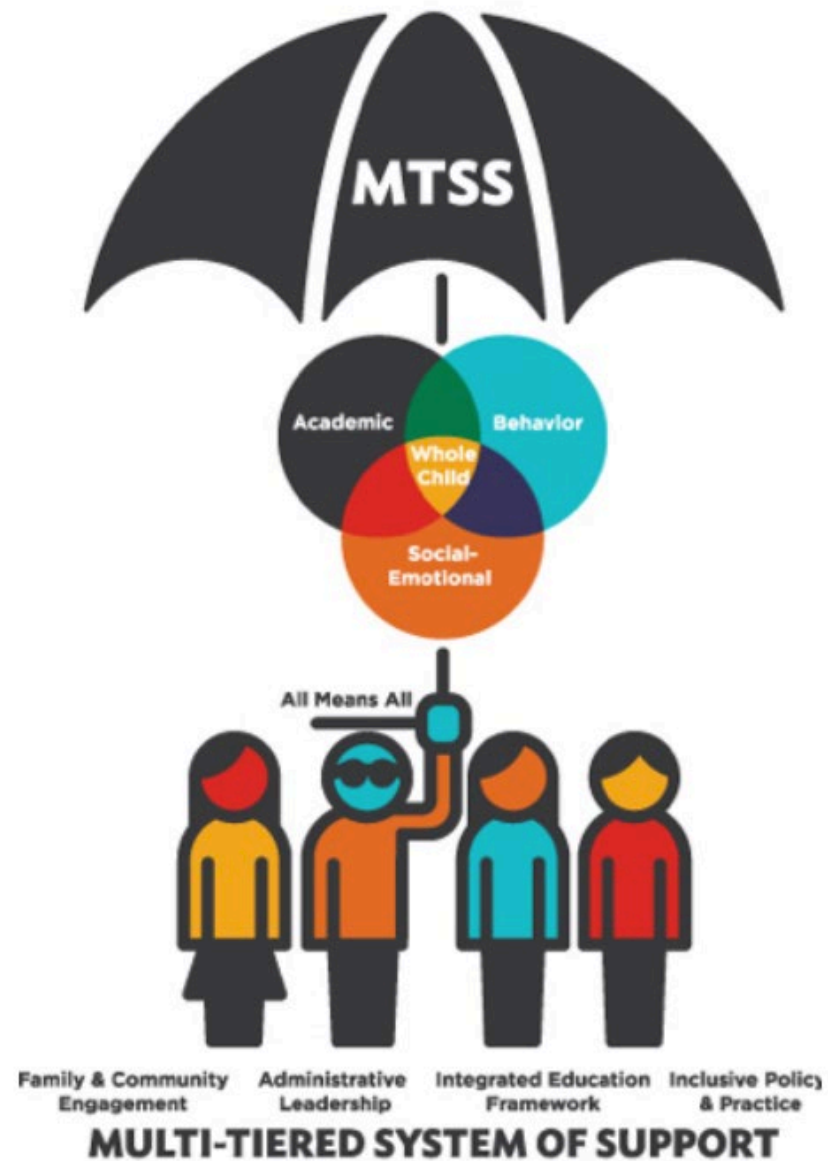 MTSS
Academic
Behavior
Whole
Child
Social-
Emotional
All Means All
Family & Community
Engagement
Administrative
Leadership
Integrated Education
Framework
Inclusive Policy
& Practice
MULTI-TIERED SYSTEM OF SUPPORT